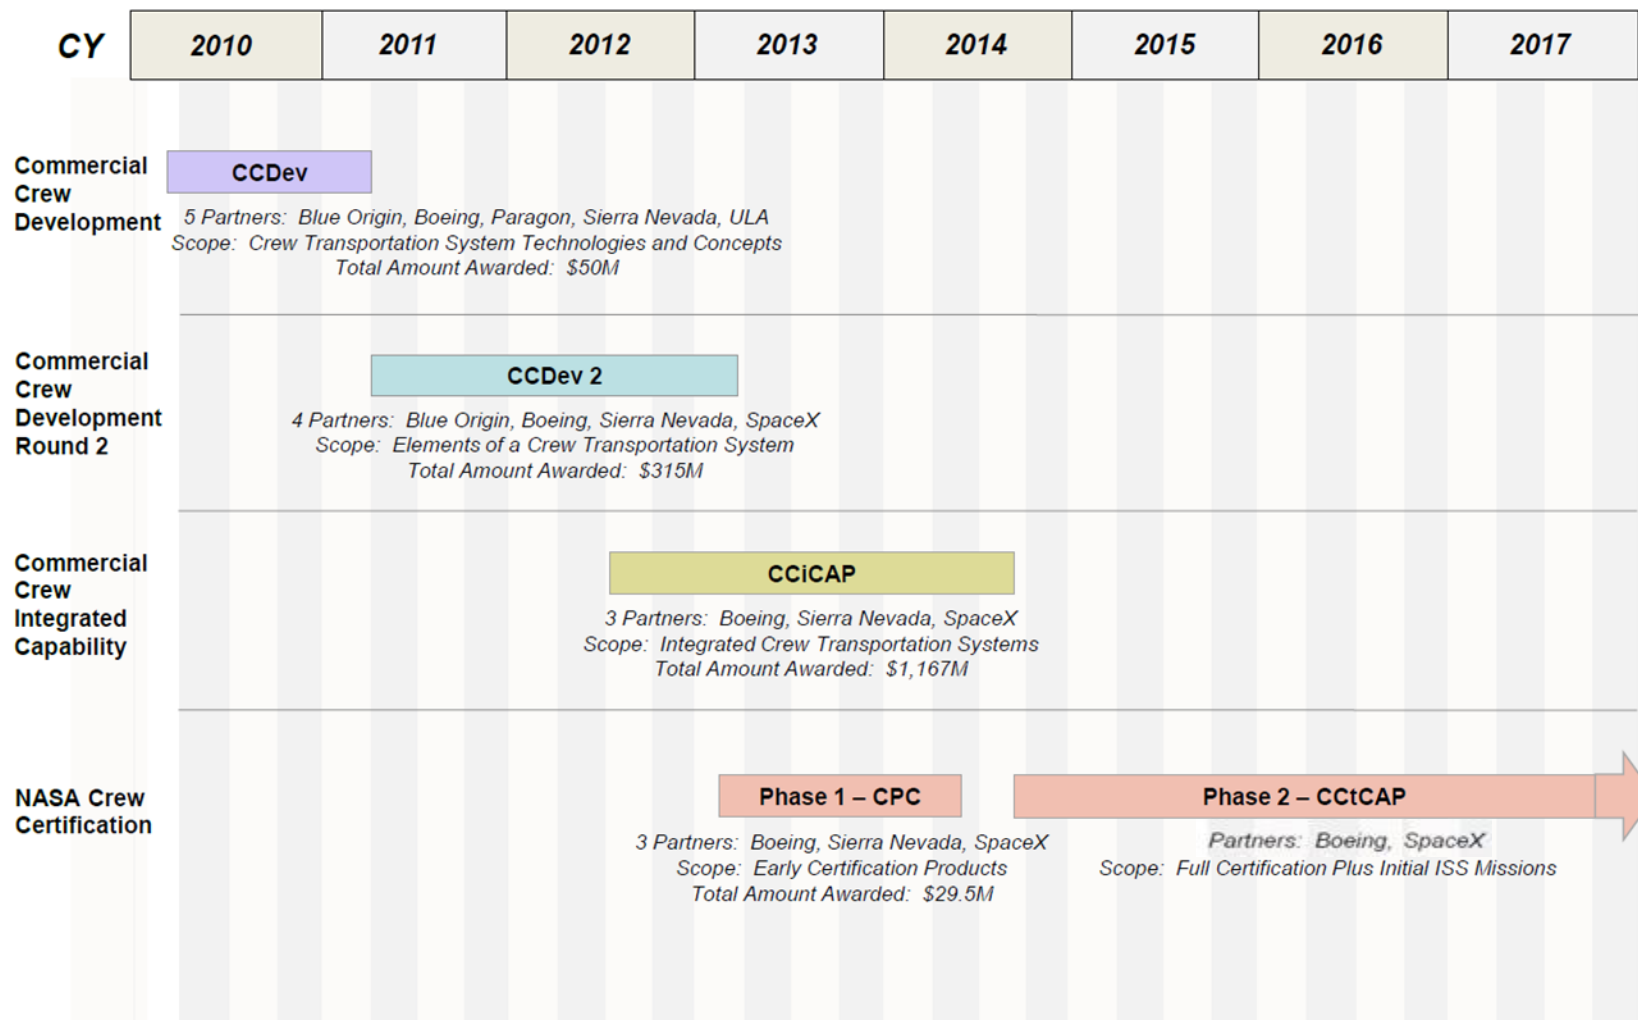 CY 2010 2011 2012 2013 2014 2015 2016 2017
Commercial
Crew
Development
CCDev
5 Partners: Blue Origin, Boeing, Paragon, Sierra Nevada, ULA
Scope: Crew Transportation System Technologies and Concepts
Total Amount Awarded: $50M
Commercial
Crew
Development
Round 2
CCDev 2
4 Partners: Blue Origin, Boeing, Sierra Nevada, SpaceX
Scope: Elements of a Crew Transportation System
Total Amount Awarded: $315M
Commercial
Crew
Integrated
Capability
CCiCAP
3 Partners: Boeing, Sierra Nevada, SpaceX
Scope: Integrated Crew Transportation Systems
Total Amount Awarded: $1,167M
NASA Crew
Certification
Phase 1 – CPC
3 Partners: Boeing, Sierra Nevada, SpaceX
Scope: Early Certification Products
Total Amount Awarded: $29.5M
Phase 2 – CCtCAP
Partners: Boeing, SpaceX
Scope: Full Certification Plus Initial ISS Missions